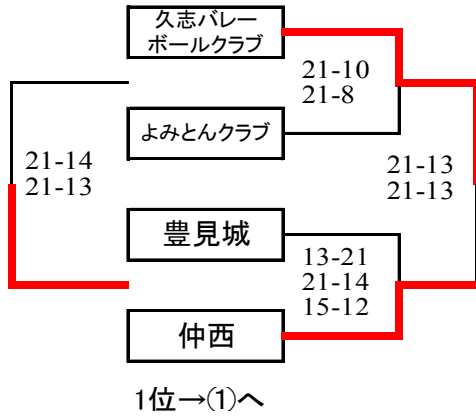 久志バレー
ボールクラブ
21-10
21-8
よみとんクラブ
21-14
21-13
21-13
21-13
豊見城
13-21
21-14
15-12
仲西
1位→①へ